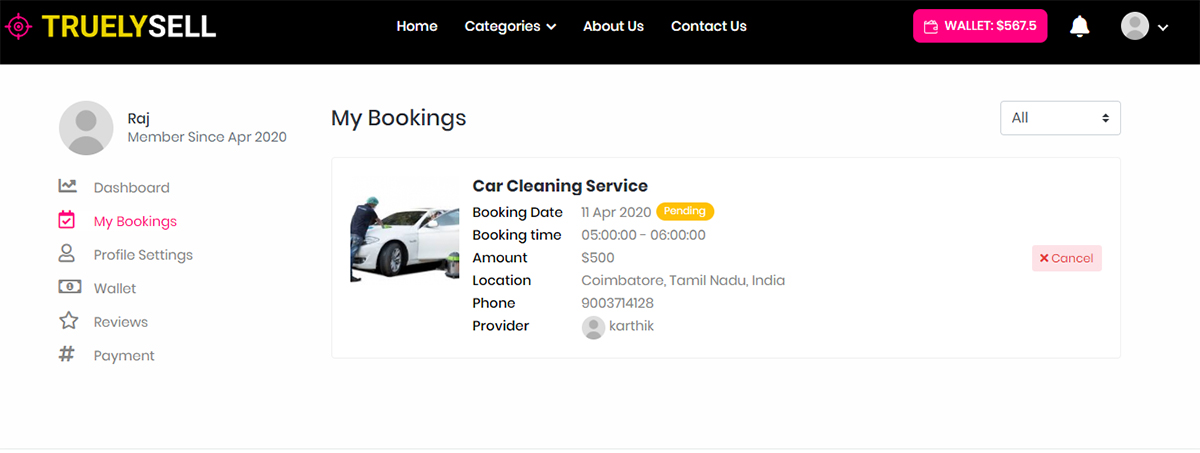 TRUELYSELL
Home Categories About Us Contact Us
WALLET: $567.5
Raj
Member Since Apr 2020
Dashboard
My Bookings
Profile Settings
Wallet
Reviews
Payment
My Bookings
All
Car Cleaning Service
Booking Date 11 Apr 2020 Pending
Booking time 05:00:00 - 06:00:00
Amount $500
Location Coimbatore, Tamil Nadu, India
Phone 9003714128
Provider karthik
Cancel